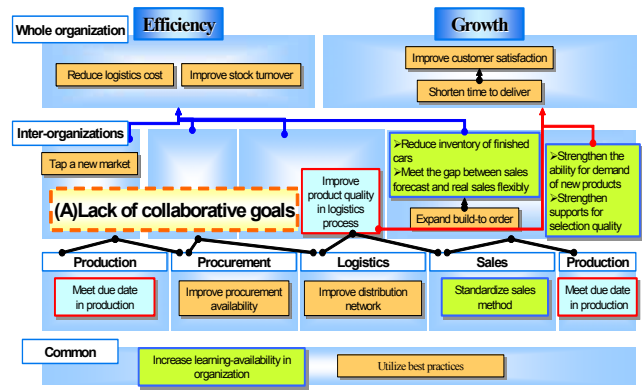 Whole organization
Efficiency
Growth
Reduce logistics cost
Improve stock turnover
Improve customer satisfaction
Shorten time to deliver
Inter-organizations
Tap a new market
➢Reduce inventory of finished
cars
➢Meet the gap between sales
forecast and real sales flexibly
➢Strengthen the
ability for demand
of new products
➢Strengthen
supports for
selection quality
(A)Lack of collaborative goals
Improve
product quality
in logistics
process
Expand build-to order
Production
Procurement
Logistics
Sales
Production
Meet due date
in production
Improve procurement
availability
Improve distribution
network
Standardize sales
method
Meet due date
in production
Common
Increase learning-availability in
organization
Utilize best practices